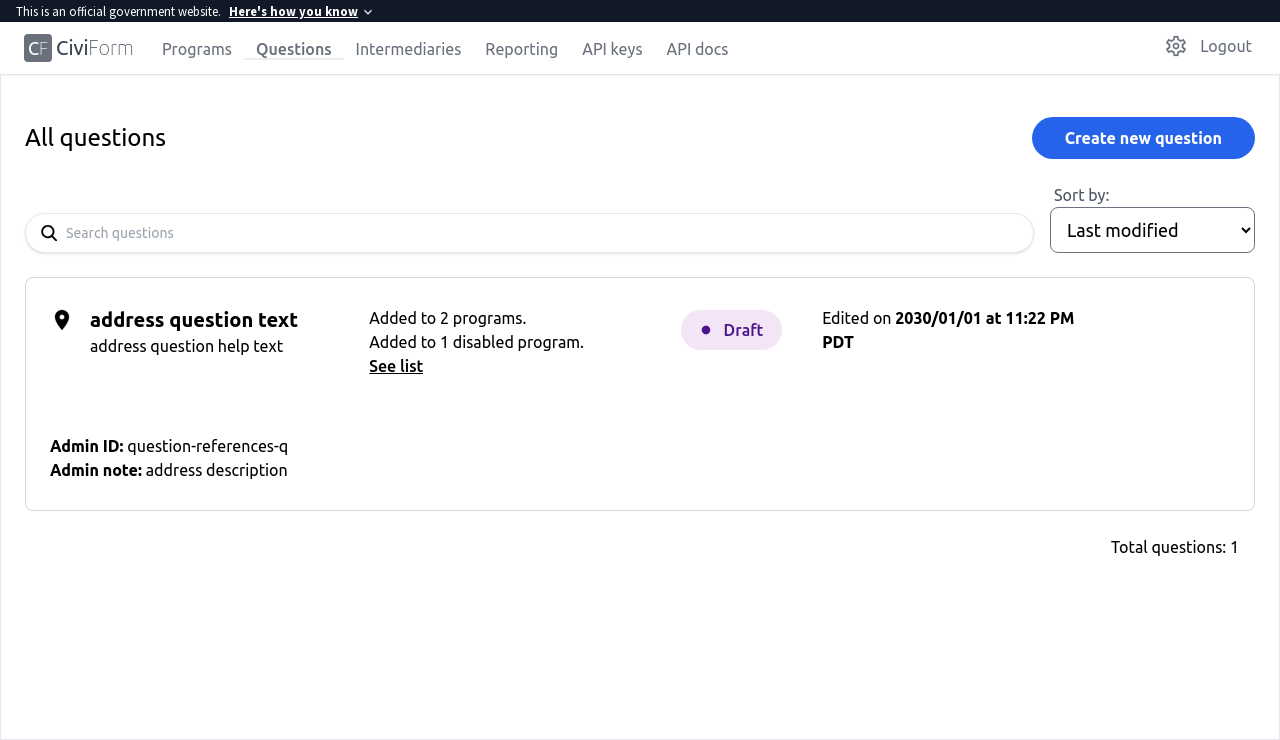 This is an official government website. Here's how you know
CF CiviForm Programs Questions Intermediaries Reporting API keys API docs Logout
All questions
Create new question
Sort by:
Search questions
Last modified
address question text
address question help text
Added to 2 programs.
Added to 1 disabled program.
See list
Draft
Edited on 2030/01/01 at 11:22 PM
PDT
Admin ID: question-references-q
Admin note: address description
Total questions: 1